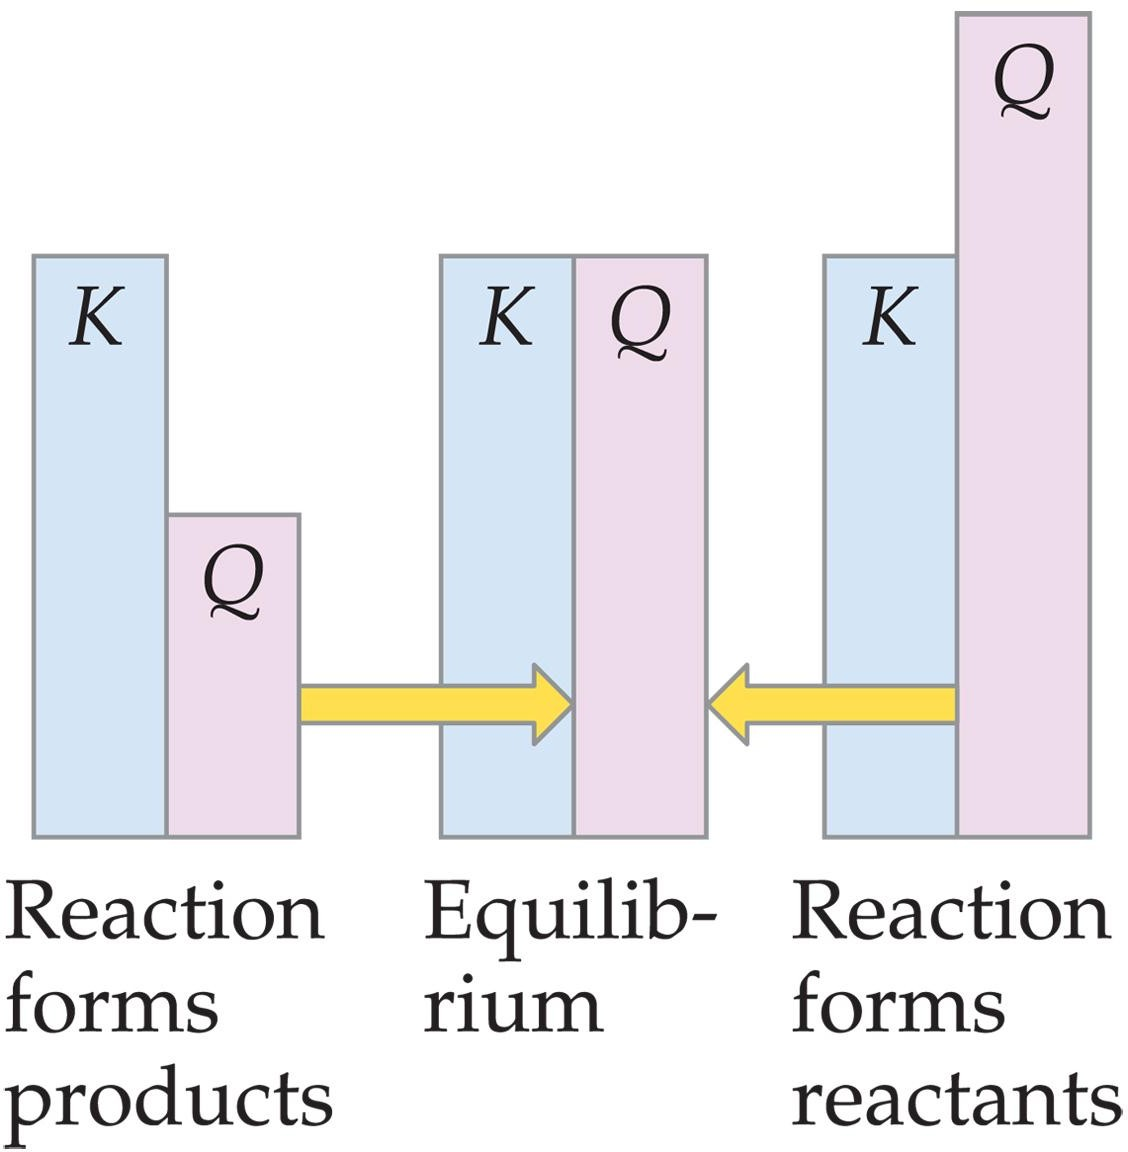 K
Q
K
Q
K
Q
Reaction
forms
products
Equilib-
rium
Reaction
forms
reactants